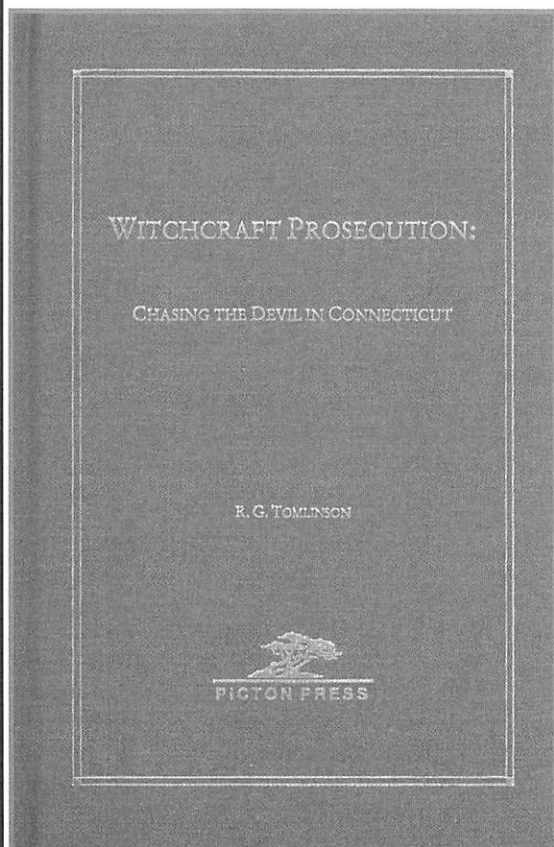 WITCHCRAFT PROSECUTION:
CHASING THE DEVIL IN CONNECTICUT
R. G. TOMLINSON
PICTON PRESS